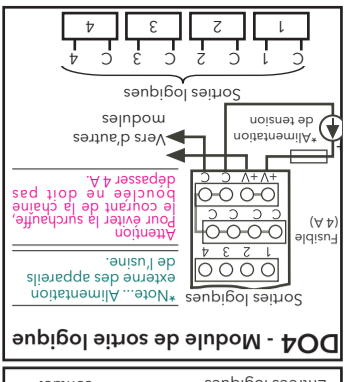 Entrées logiques
DO4 - Module de sortie logique
Sorties logiques
1 2 3 4
C C C C
+V +V C C
Fusible
(4 A)
*Note... Alimentation
externe des appareils
de l'usine.
Attention
Pour éviter la surchauffe,
le courant de la chaîne
bouclée ne doit pas
dépasser 4 A.
*Alimentation
de tension
Vers d'autres
modules
Sorties logiques
C 1 C 2 C 3 C 4
1 2 3 4